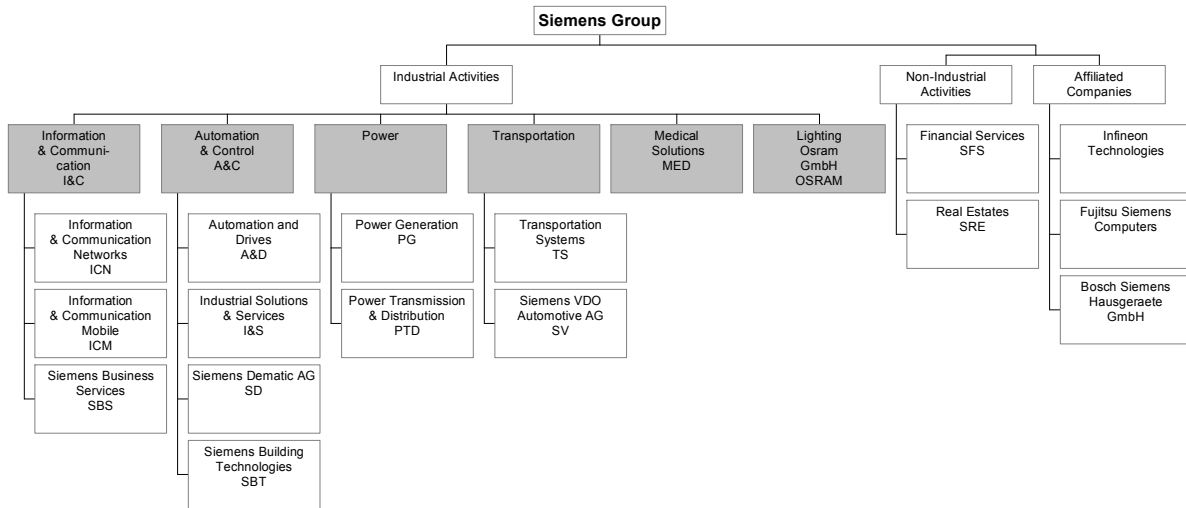 Siemens Group
Industrial Activities
Non-Industrial
Activities
Affiliated
Companies
Information
& Communi-
cation
I&C
Automation
& Control
A&C
Power
Transportation
Medical
Solutions
MED
Lighting
Osram
GmbH
OSRAM
Financial Services
SFS
Infineon
Technologies
Information
& Communication
Networks
ICN
Automation and
Drives
A&D
Power Generation
PG
Transportation
Systems
TS
Real Estates
SRE
Fujitsu Siemens
Computers
Information
& Communication
Mobile
ICM
Industrial Solutions
& Services
I&S
Power Transmission
& Distribution
PTD
Siemens VDO
Automotive AG
SV
Bosch Siemens
Hausgeraete
GmbH
Siemens Business
Services
SBS
Siemens Dematic AG
SD
Siemens Building
Technologies
SBT